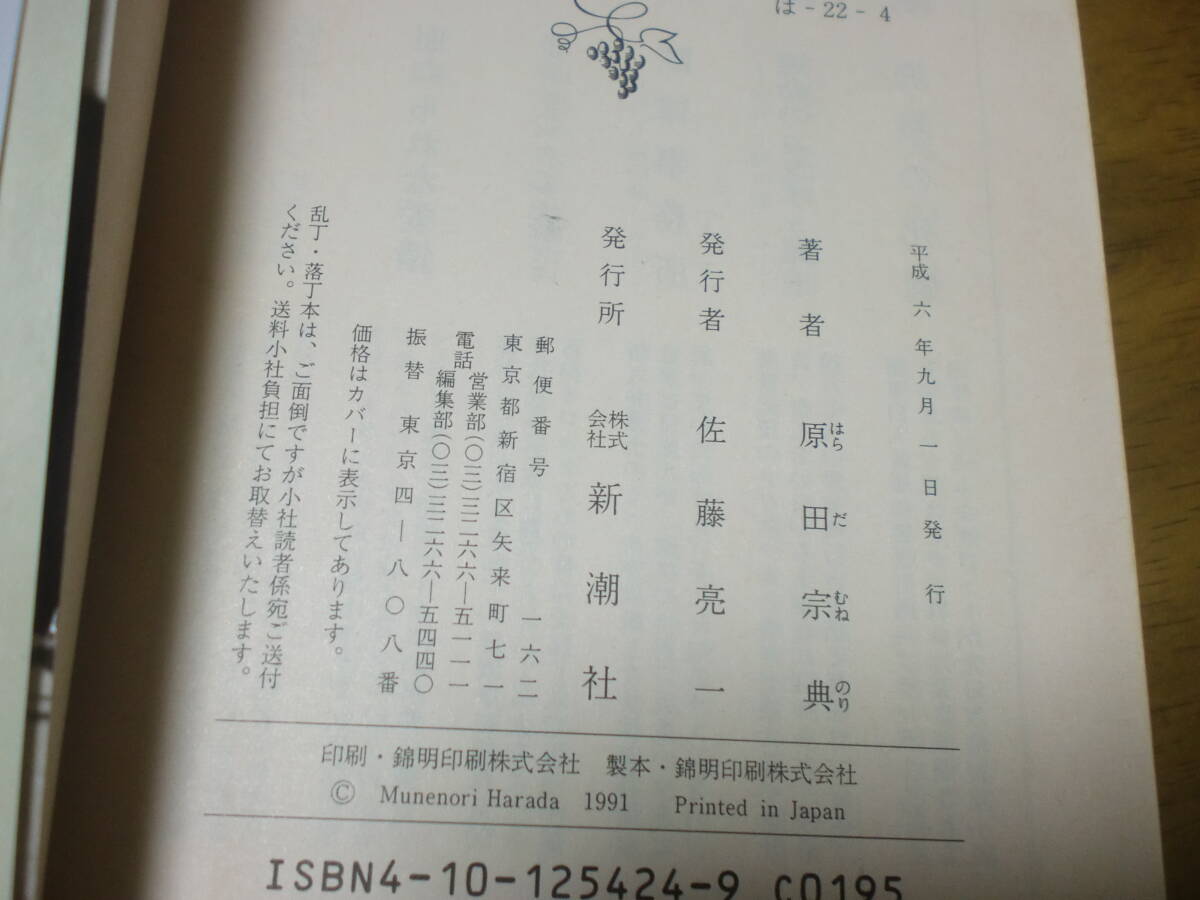 は-22-4
平成六年九月一日発行
著者 原田宗典
はらだむねのり
発行者 佐藤亮一
発行所 株式会社 新潮社
郵便番号 一六二
東京都新宿区矢来町七一
電話 営業部(〇三)三二六六―五一一一
編集部(〇三)三二六六―五四四〇
振替 東京四―八〇八番
価格はカバーに表示してあります。
乱丁・落丁本は、ご面倒ですが小社読者係宛ご送付
ください。送料小社負担にてお取替えいたします。
印刷・錦明印刷株式会社 製本・錦明印刷株式会社
© Munenori Harada 1991 Printed in Japan
ISBN4-10-125424-9 C0195